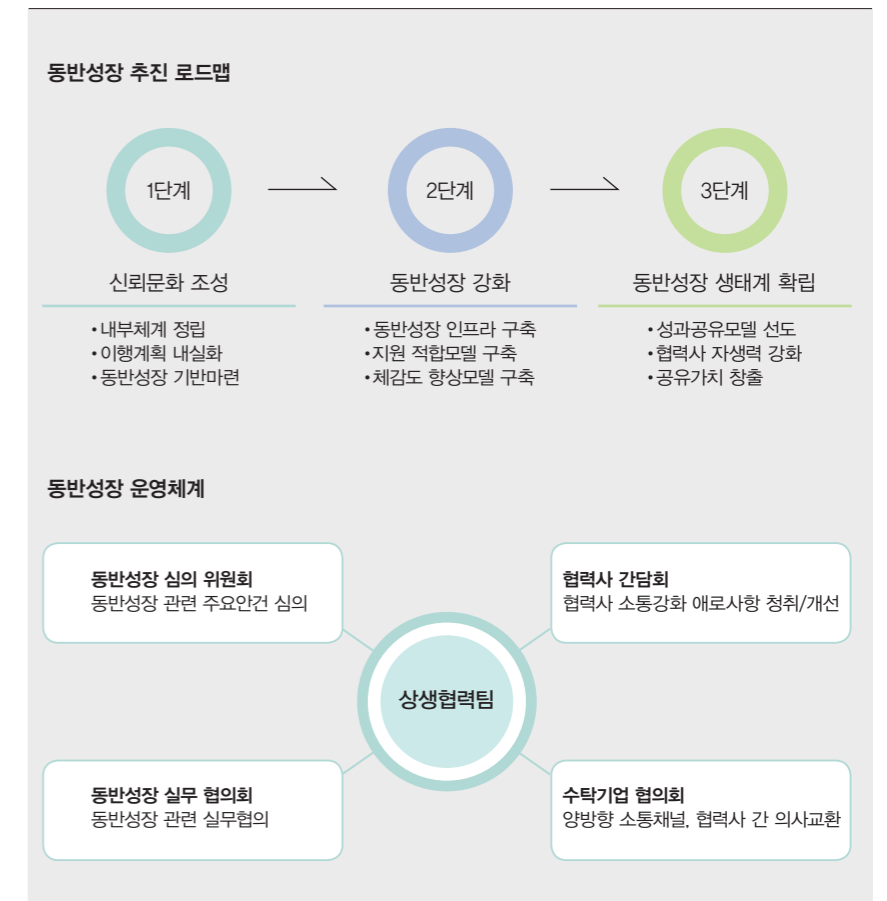 동반성장 추진 로드맵
1단계
신뢰문화 조성
•내부체계 정립
•이행계획 내실화
•동반성장 기반마련
2단계
동반성장 강화
•동반성장 인프라 구축
•지원 적합모델 구축
•체감도 향상모델 구축
3단계
동반성장 생태계 확립
•성과공유모델 선도
•협력사 자생력 강화
•공유가치 창출
동반성장 운영체계
동반성장 심의 위원회
동반성장 관련 주요안건 심의
협력사 간담회
협력사 소통강화 애로사항 청취/개선
상생협력팀
동반성장 실무 협의회
동반성장 관련 실무협의
수탁기업 협의회
양방향 소통채널, 협력사 간 의사교환